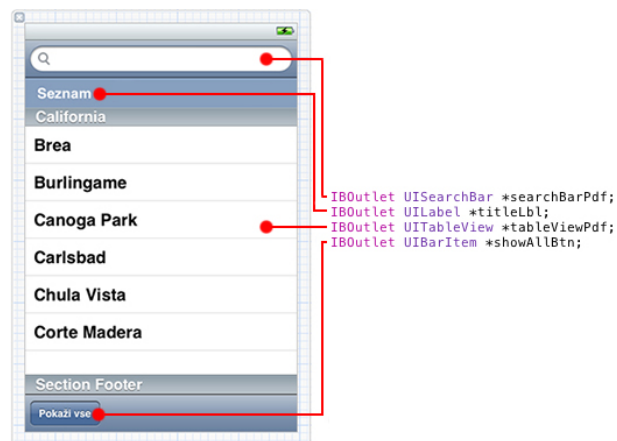 Seznam
California
Brea
Burlingame
Canoga Park
Carlsbad
Chula Vista
Corte Madera
Section Footer
Pokaži vse
IBOutlet UISearchBar *searchBarPdf;
IBOutlet UILabel *titleLbl;
IBOutlet UITableView *tableViewPdf;
IBOutlet UIBarItem *showAllBtn;